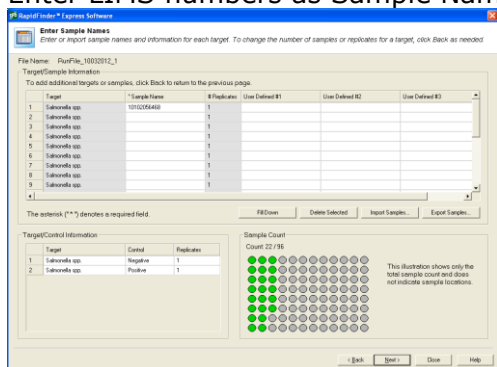 Enter LIMS numbers as Sample Nam
RapidFinder™ Express Software
Enter Sample Names
Enter or import sample names and information for each target. To change the number of samples or replicates for a target, click Back as needed.
File Name: RunFile_10032012_1
Target/Sample Information
To add additional targets or samples, click Back to return to the previous page.
Target *Sample Name # Replicates User Defined #1 User Defined #2 User Defined #3
1 Salmonella spp. 10102056468 1
2 Salmonella spp. 1
3 Salmonella spp. 1
4 Salmonella spp. 1
5 Salmonella spp. 1
6 Salmonella spp. 1
7 Salmonella spp. 1
8 Salmonella spp. 1
9 Salmonella spp. 1
The asterisk ("*") denotes a required field.
Fill Down Delete Selected Import Samples... Export Samples...
Target/Control Information
Target Control Replicates
1 Salmonella spp. Negative 1
2 Salmonella spp. Positive 1
Sample Count
Count 22 / 96
This illustration shows only the
total sample count and does
not indicate sample locations.
< Back Next > Close Help